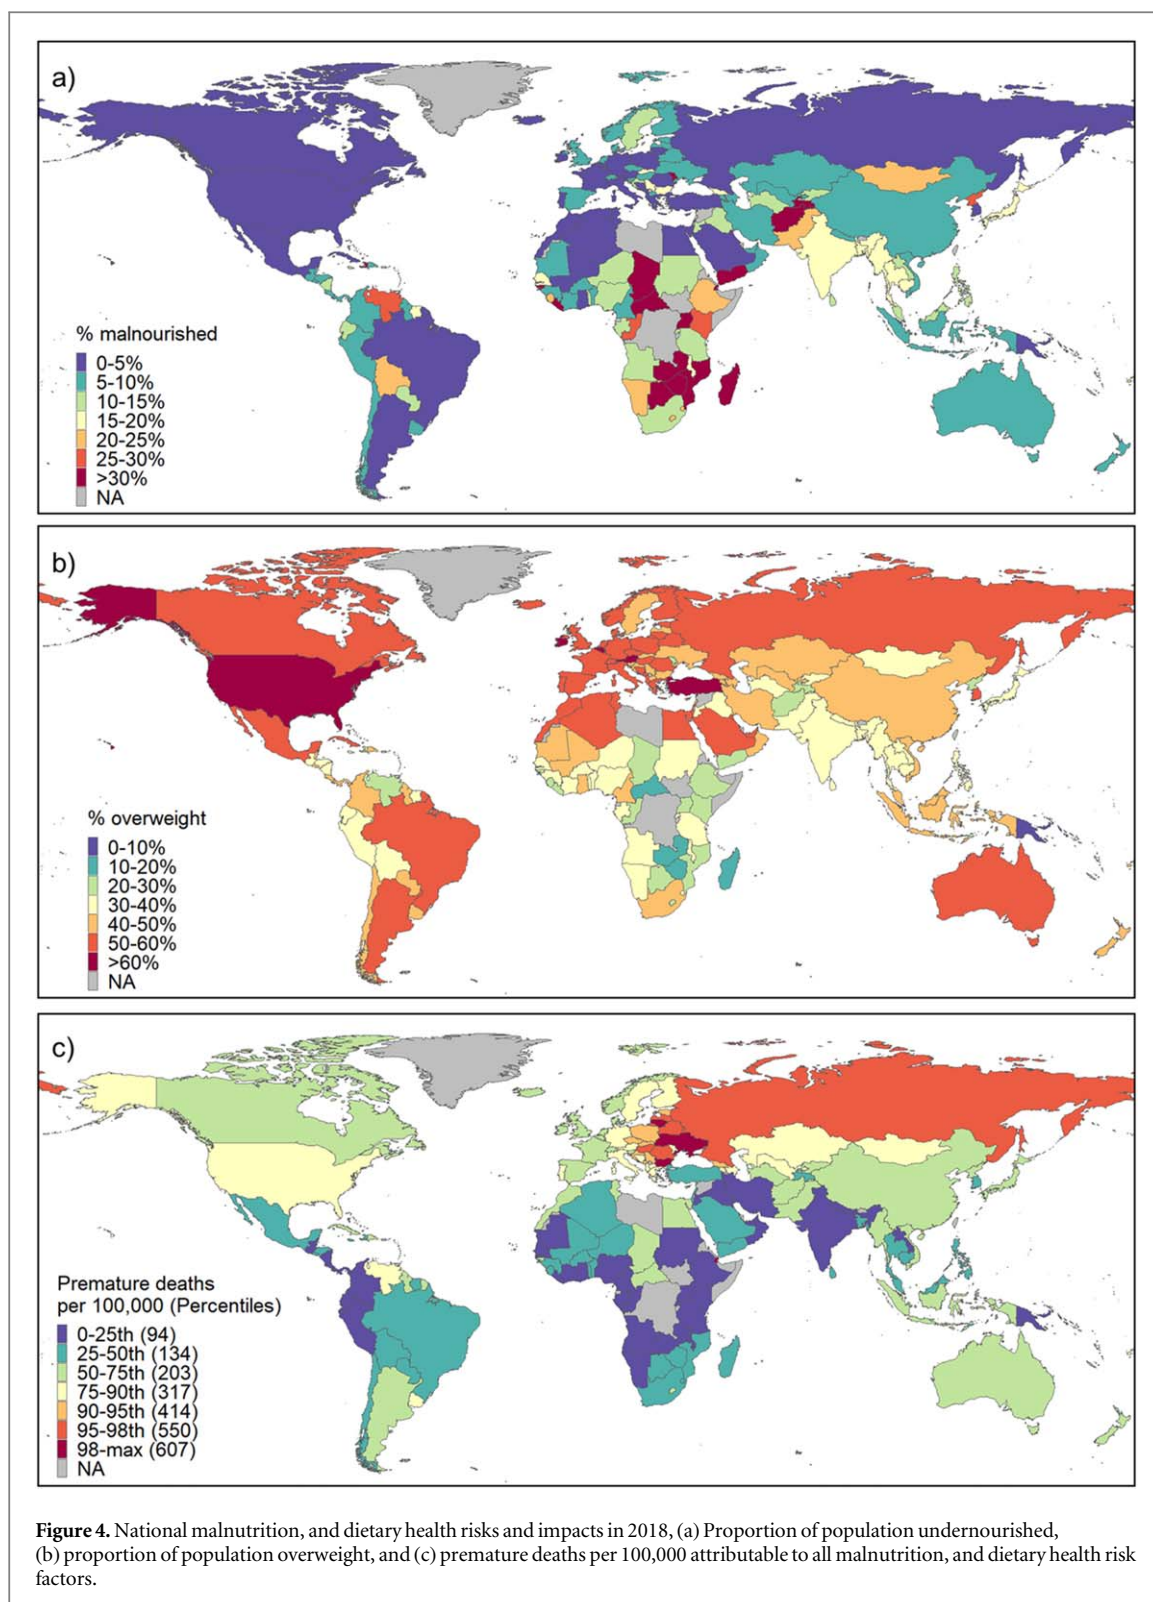 a)
% malnourished
0-5%
5-10%
10-15%
15-20%
20-25%
25-30%
>30%
NA
b)
% overweight
0-10%
10-20%
20-30%
30-40%
40-50%
50-60%
>60%
NA
c)
Premature deaths
per 100,000 (Percentiles)
0-25th (94)
25-50th (134)
50-75th (203)
75-90th (317)
90-95th (414)
95-98th (550)
98-max (607)
NA
Figure 4. National malnutrition, and dietary health risks and impacts in 2018, (a) Proportion of population undernourished,
(b) proportion of population overweight, and (c) premature deaths per 100,000 attributable to all malnutrition, and dietary health risk
factors.